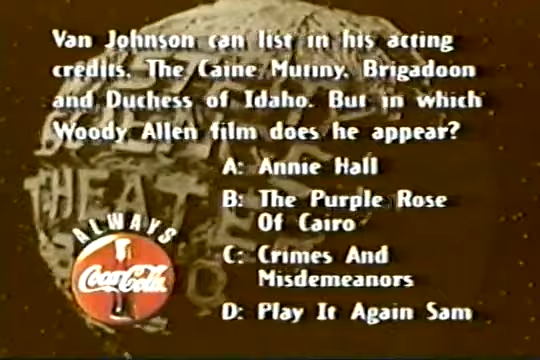 Van Johnson can list in his acting
credits, The Caine Mutiny, Brigadoon
and Duchess of Idaho. But in which
Woody Allen film does he appear?
A: Annie Hall
B: The Purple Rose
Of Cairo
C: Crimes And
Misdemeanors
D: Play It Again Sam
ALWAYS
Coca-Cola
THEATE